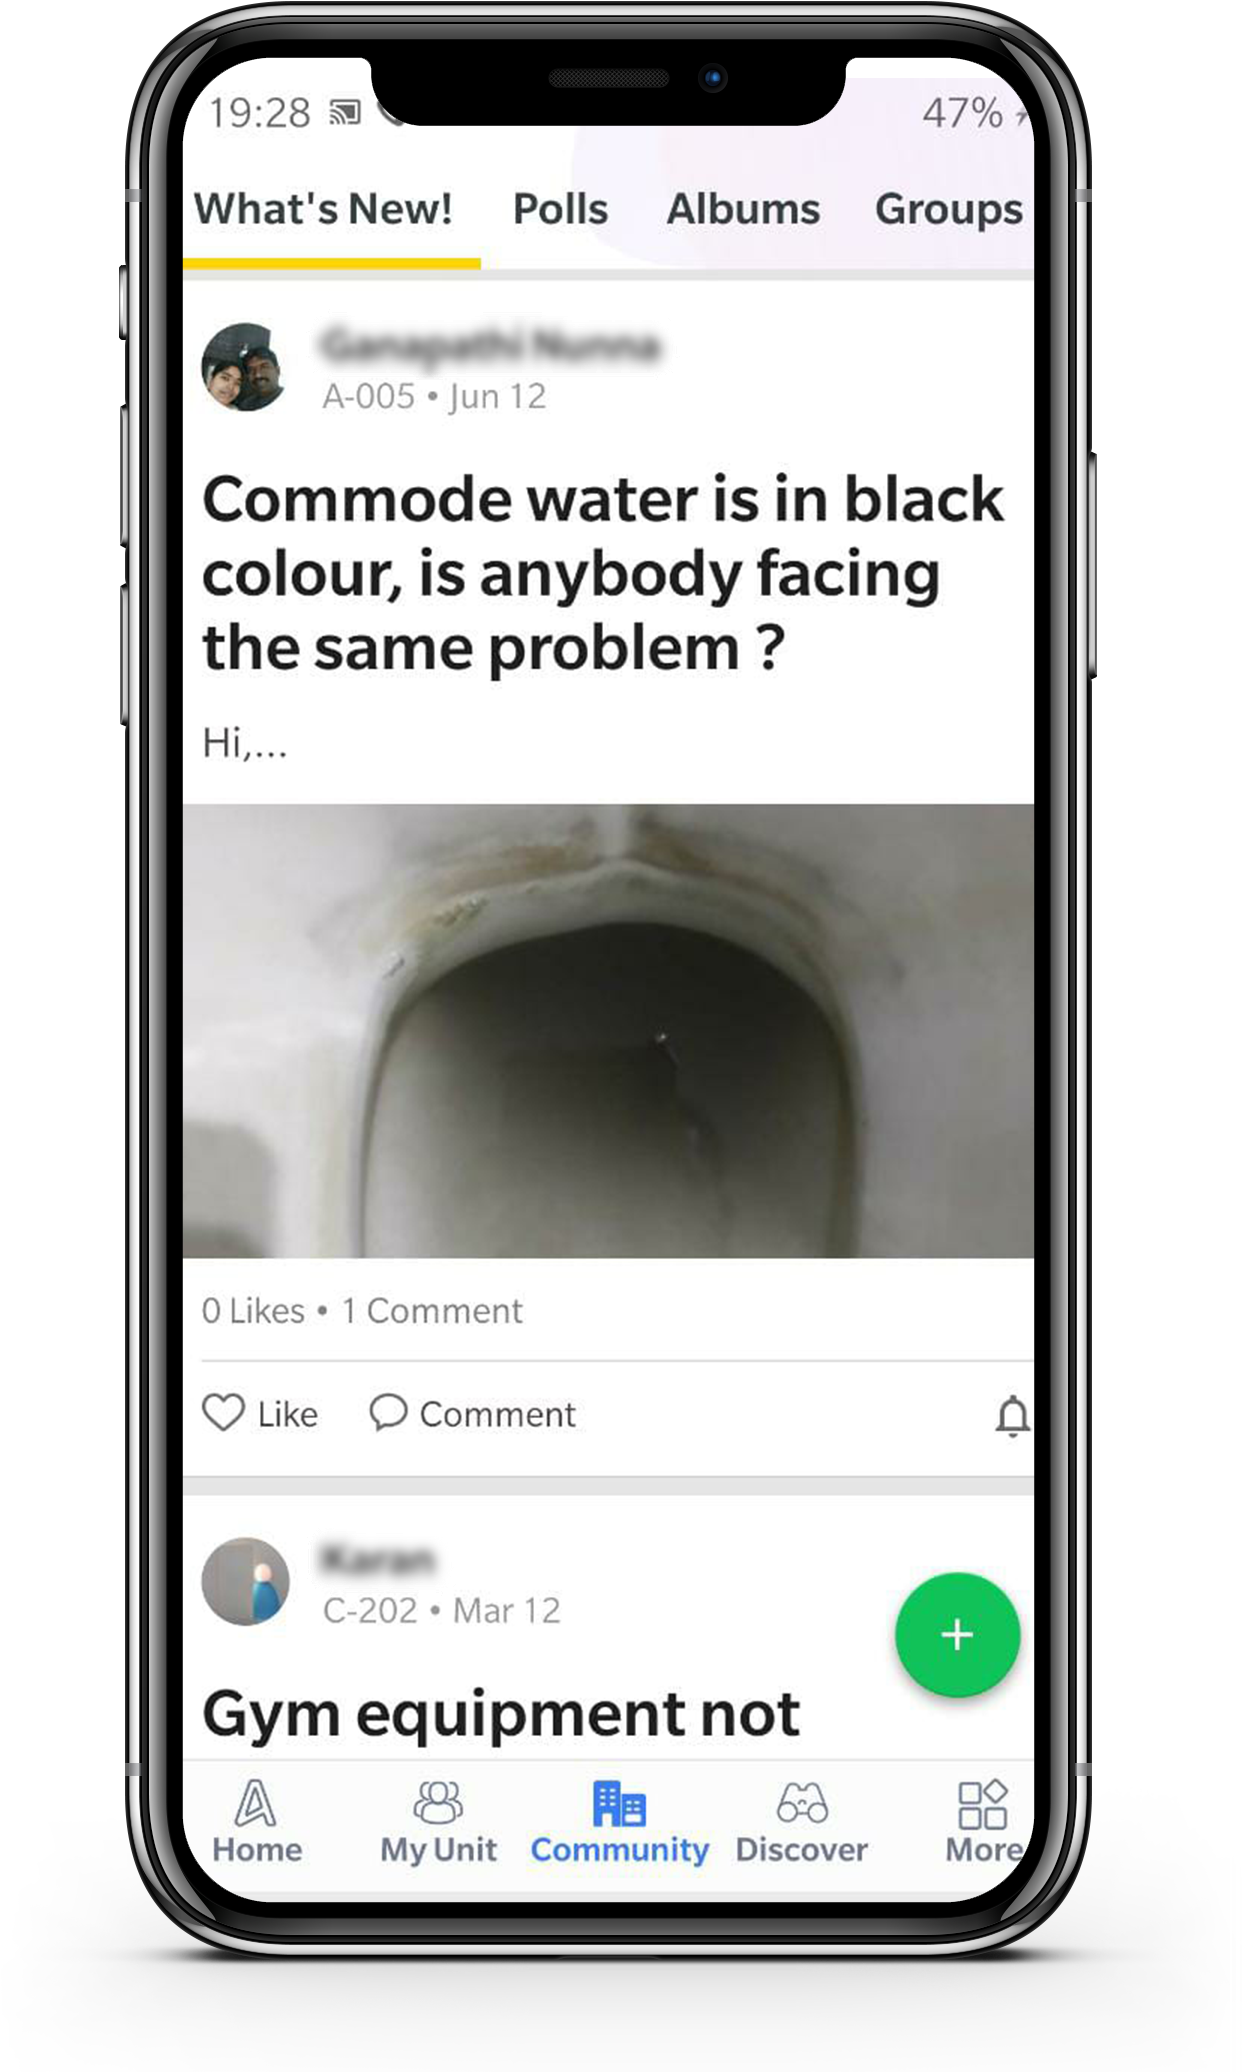 19:28
47%
What's New! Polls Albums Groups
A-005 • Jun 12
Commode water is in black
colour, is anybody facing
the same problem ?
Hi,...
0 Likes • 1 Comment
Like Comment
C-202 • Mar 12
Gym equipment not
Home My Unit Community Discover More